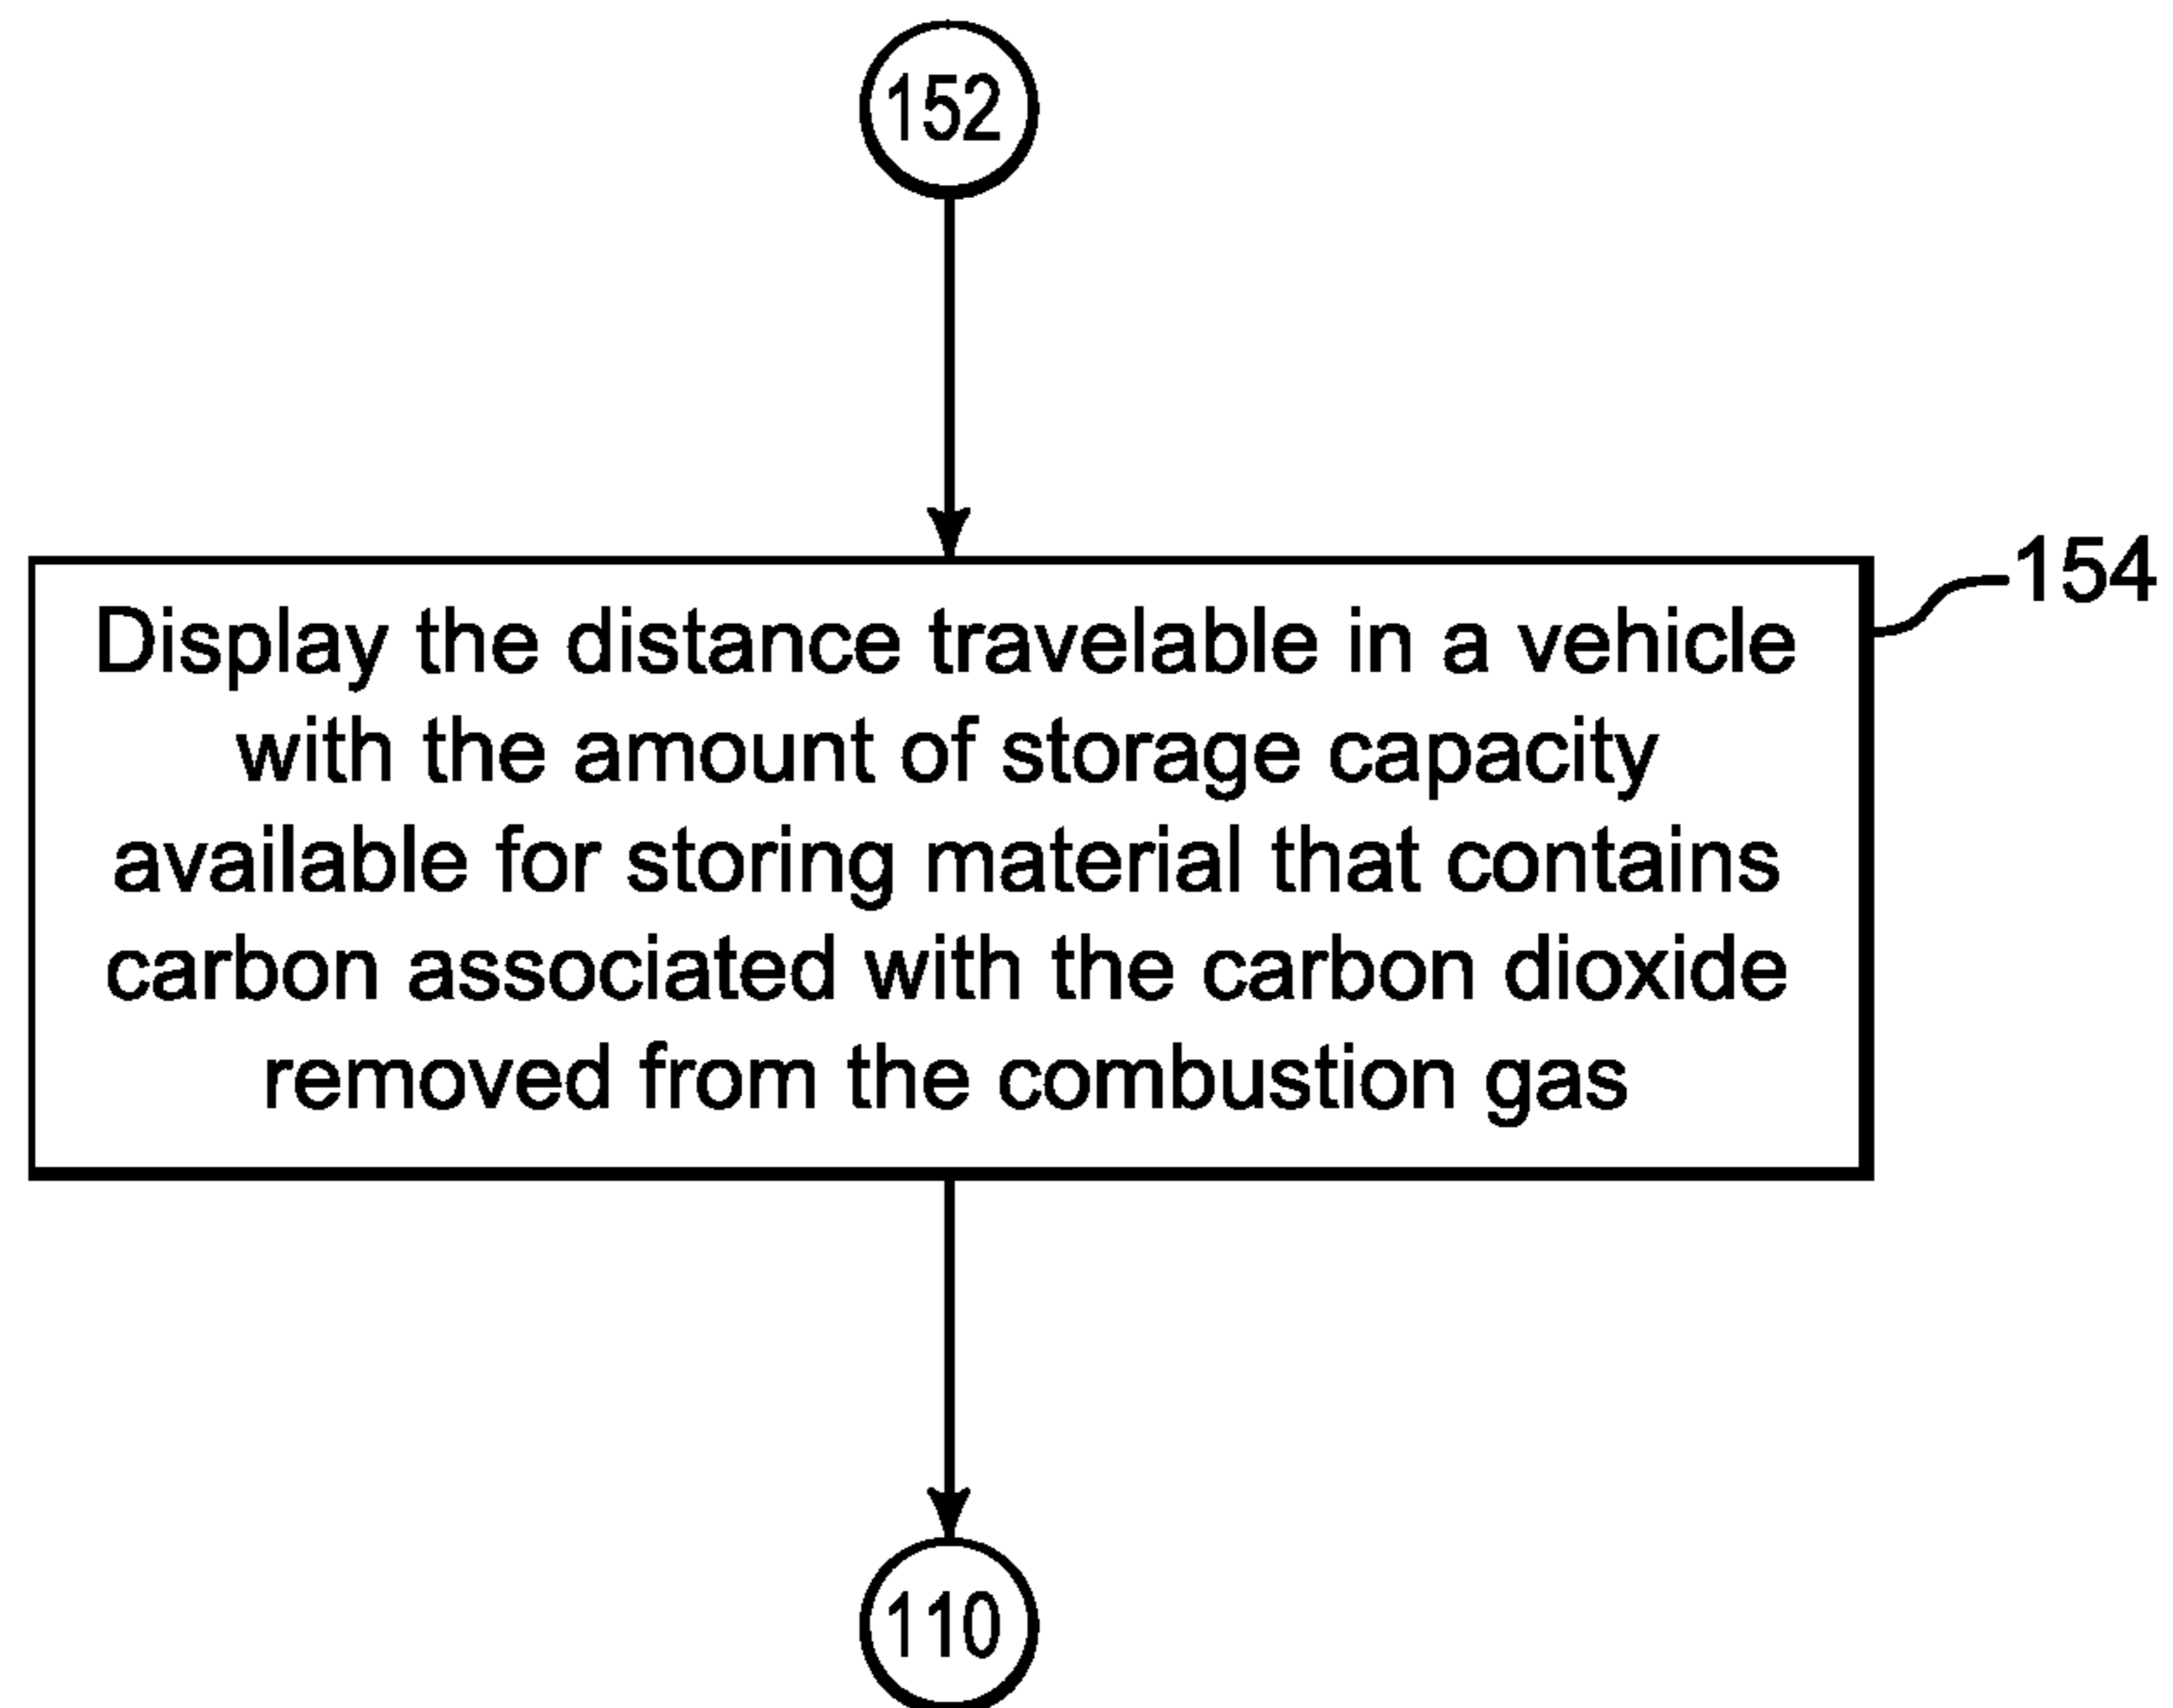 152
154
Display the distance travelable in a vehicle
with the amount of storage capacity
available for storing material that contains
carbon associated with the carbon dioxide
removed from the combustion gas
110